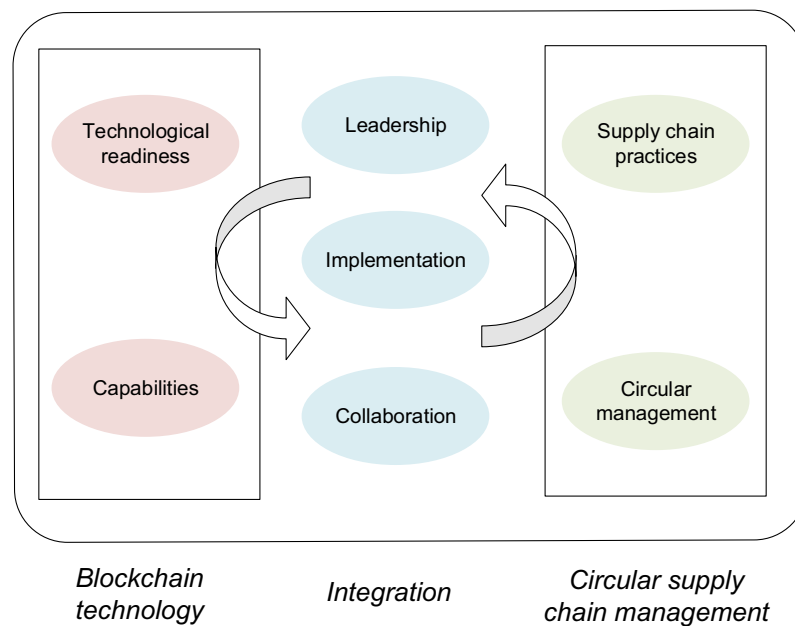 Technological
readiness
Capabilities
Leadership
Implementation
Collaboration
Supply chain
practices
Circular
management
Blockchain
technology
Integration
Circular supply
chain management